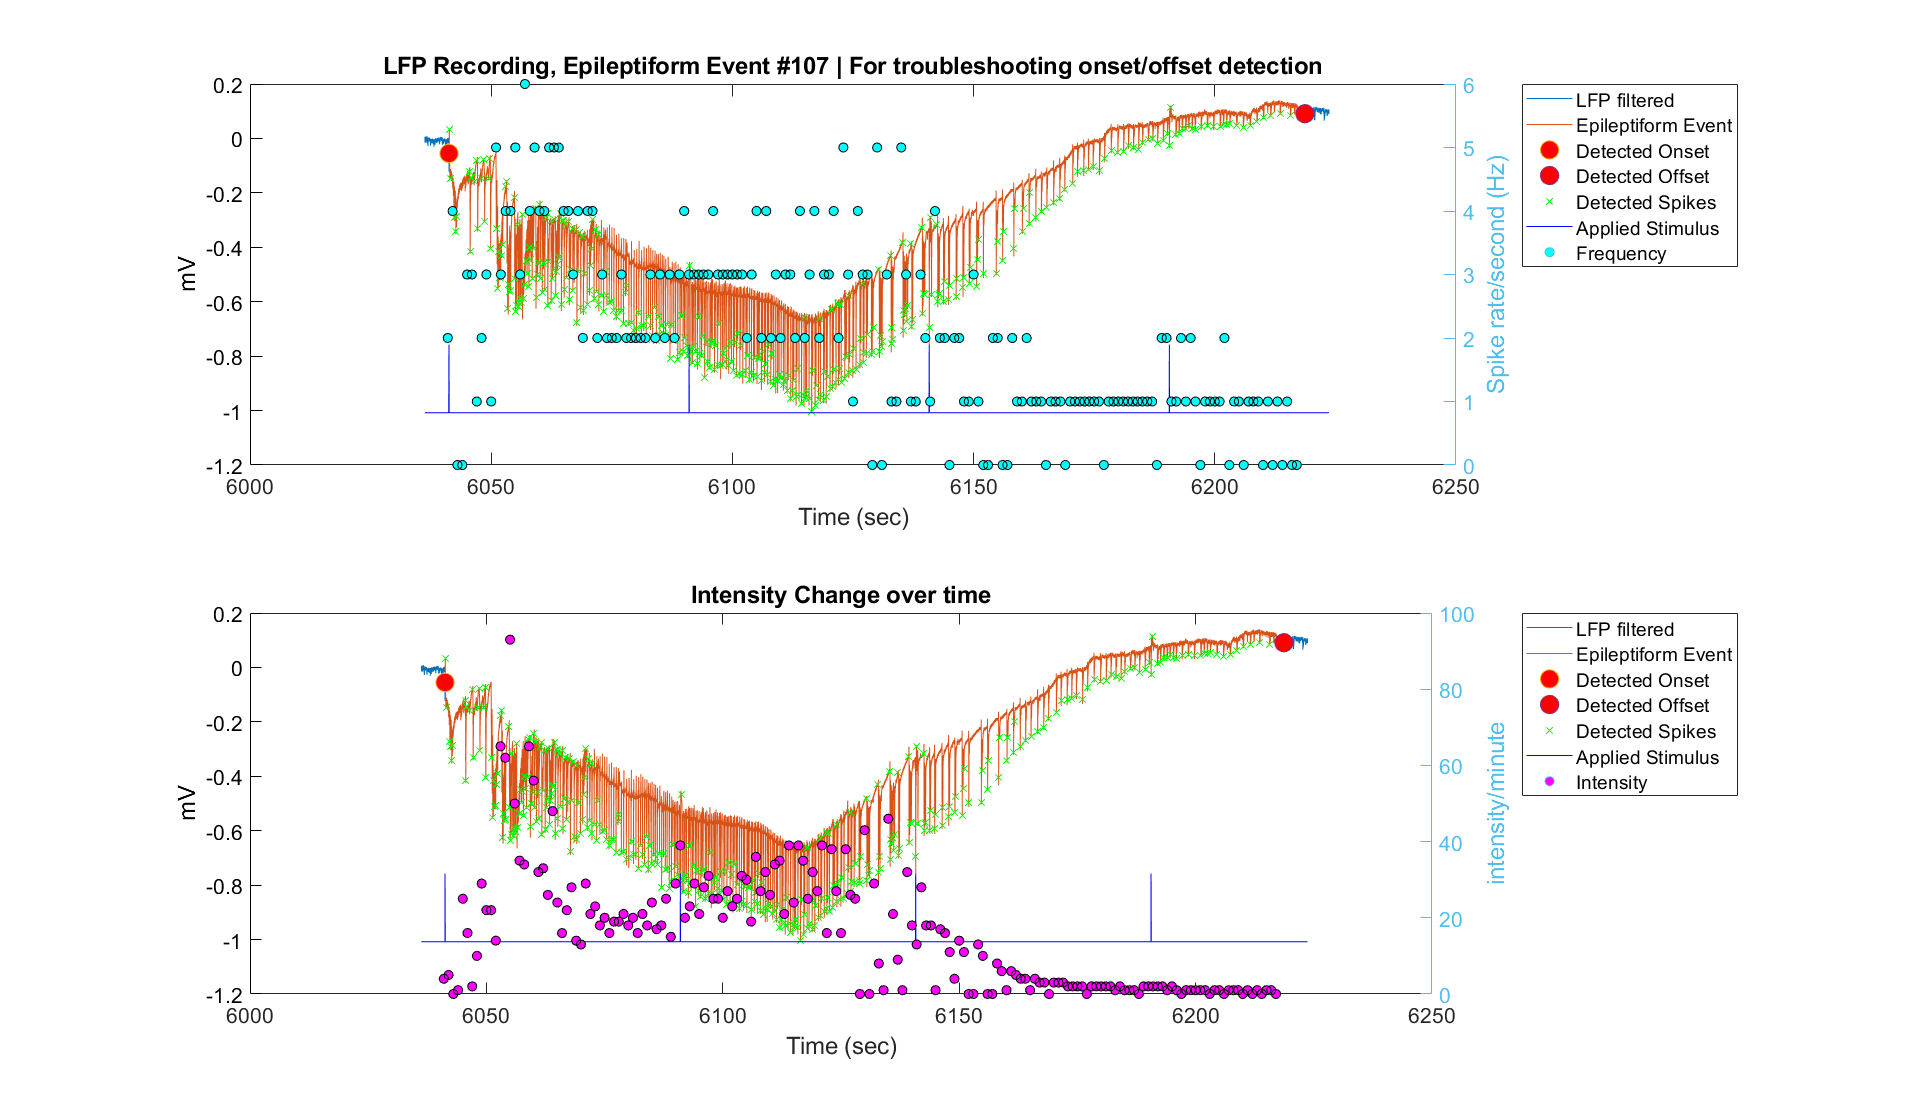 LFP Recording, Epileptiform Event #107 | For troubleshooting onset/offset detection
0.2
0
-0.2
-0.4
-0.6
-0.8
-1
-1.2
mV
6000
6050
6100
6150
6200
6250
Time (sec)
6
5
4
3
2
1
0
Spike rate/second (Hz)
LFP filtered
Epileptiform Event
Detected Onset
Detected Offset
Detected Spikes
Applied Stimulus
Frequency
Intensity Change over time
0.2
0
-0.2
-0.4
-0.6
-0.8
-1
-1.2
mV
6000
6050
6100
6150
6200
6250
Time (sec)
100
80
60
40
20
0
intensity/minute
LFP filtered
Epileptiform Event
Detected Onset
Detected Offset
Detected Spikes
Applied Stimulus
Intensity